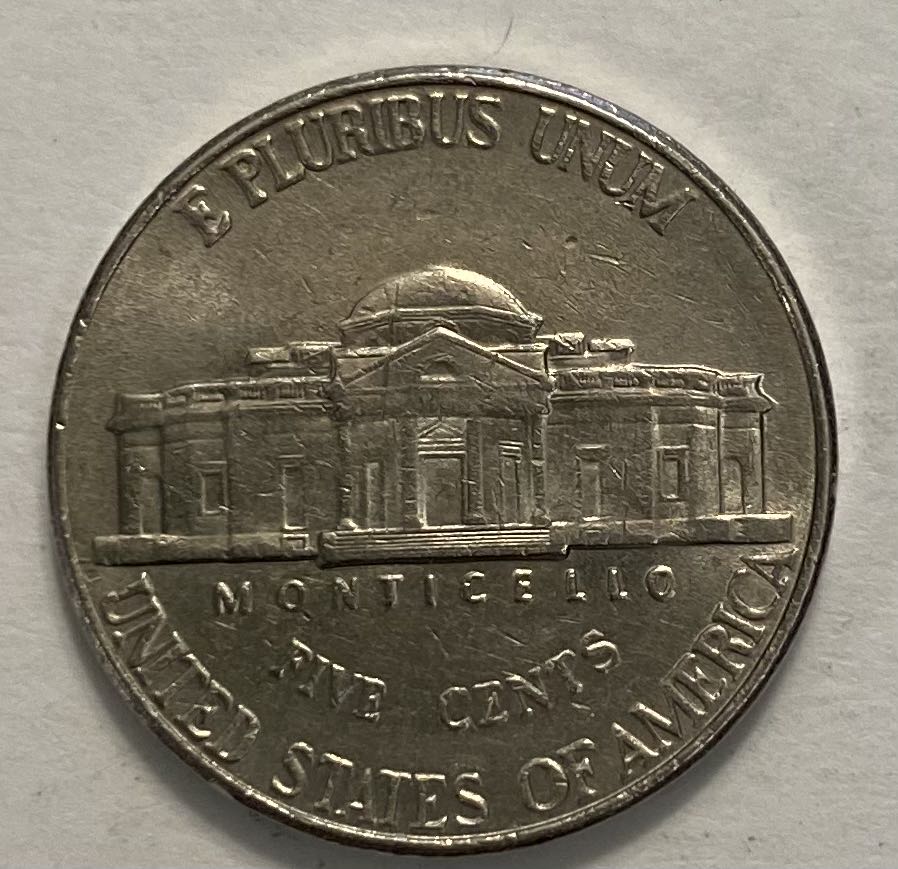 E PLURIBUS UNUM
MONTICELLO
FIVE CENTS
UNITED STATES OF AMERICA